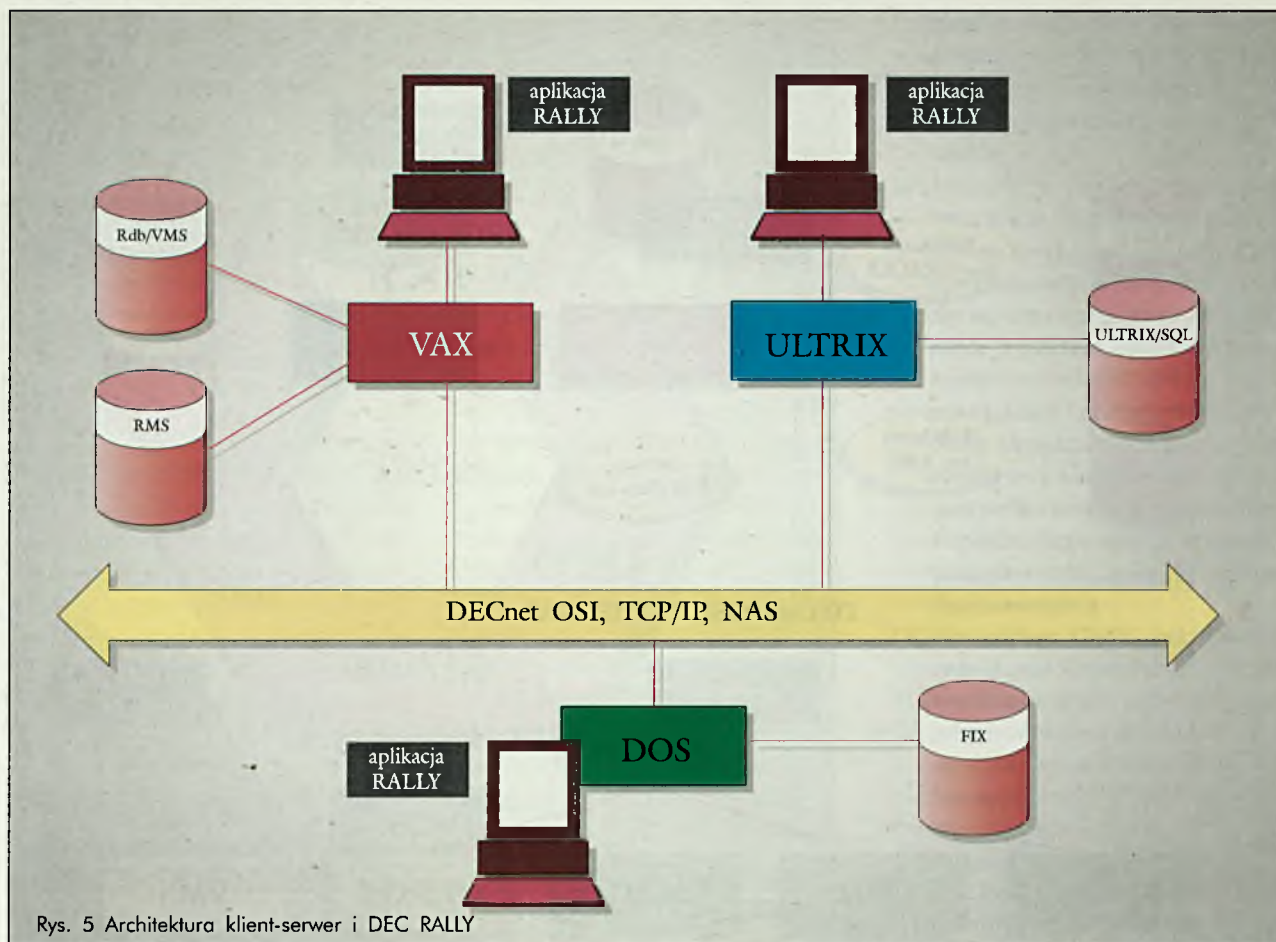 aplikacja
RALLY
aplikacja
RALLY
Rdb/VMS
VAX
ULTRIX
ULTRIX/SQL
RMS
DECnet OSI, TCP/IP, NAS
aplikacja
RALLY
DOS
FIX
Rys. 5 Architektura klient-serwer i DEC RALLY